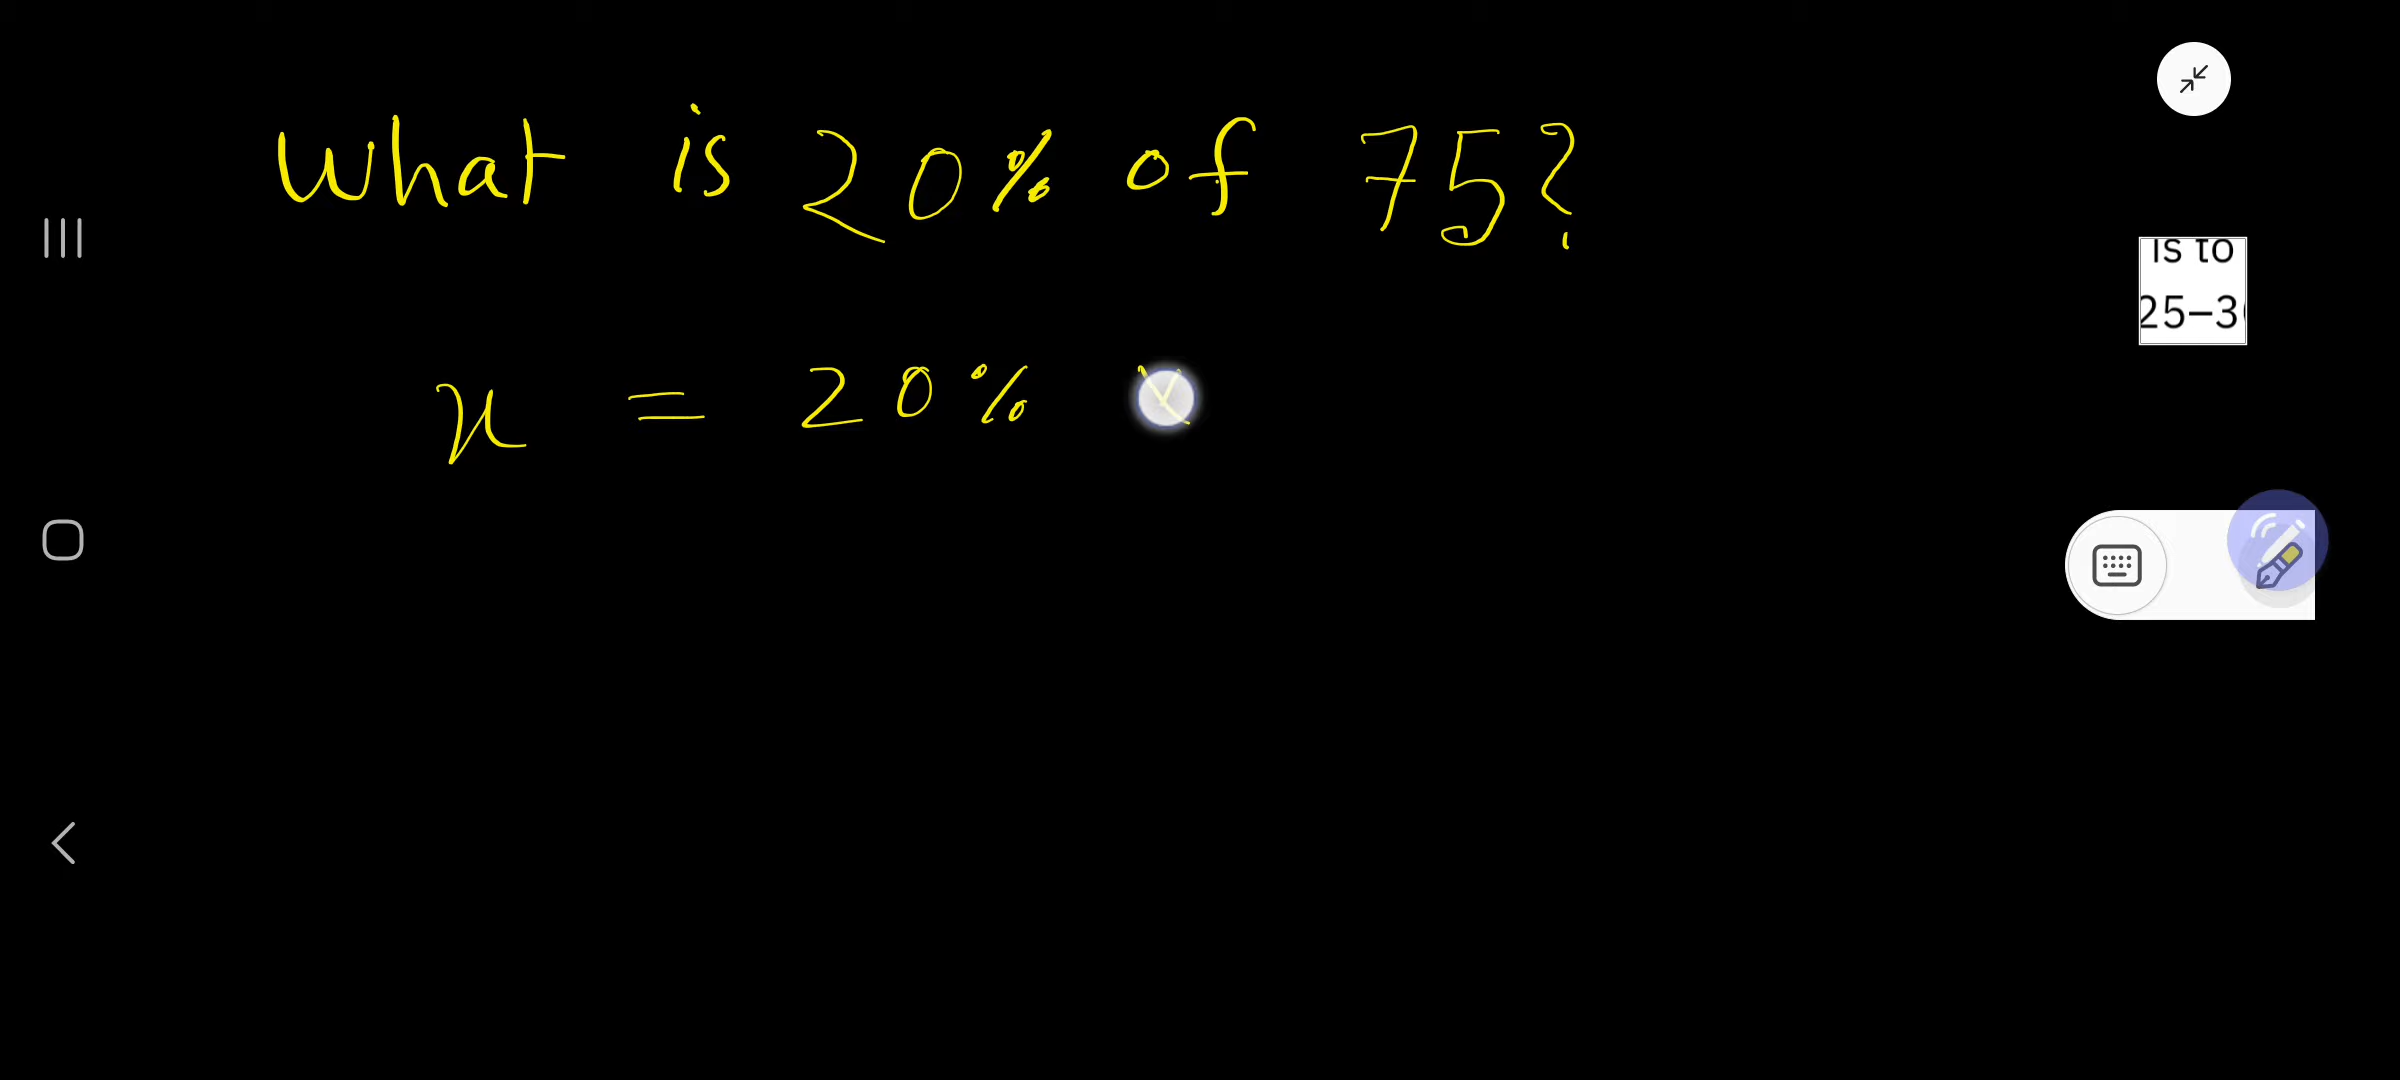 What is 20% of 75?
x = 20% ×
is to
25–3